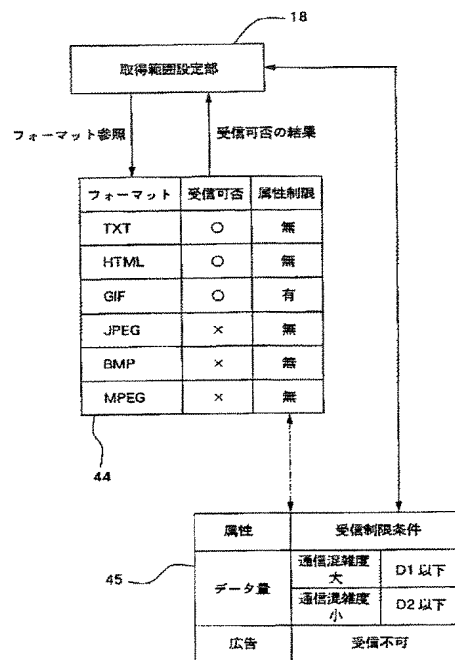 18
取得範囲設定部
フォーマット参照
受信可否の結果
フォーマット 受信可否 属性制限
TXT ○ 無
HTML ○ 無
GIF ○ 有
JPEG × 無
BMP × 無
MPEG × 無
44
属性 受信制限条件
45
データ量
通信混雑度
大
D1 以下
通信混雑度
小
D2 以下
広告 受信不可